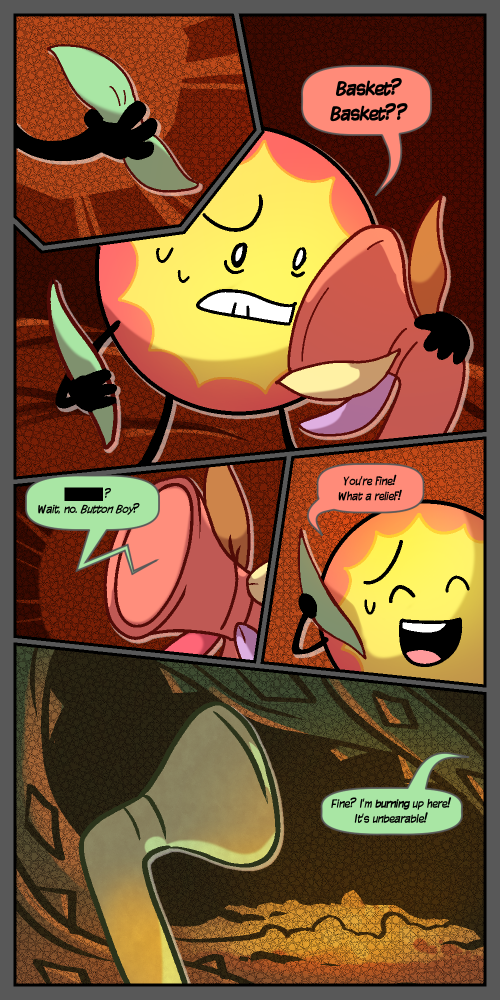 Basket?
Basket??
?
Wait, no. Button Boy?
You're fine!
What a relief!
Fine? I'm burning up here!
It's unbearable!